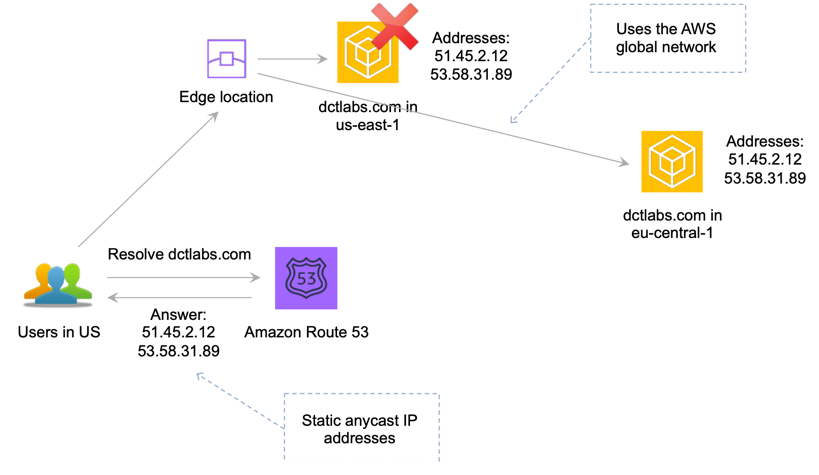 Uses the AWS
global network
Addresses:
51.45.2.12
53.58.31.89
Edge location
dctlabs.com in
us-east-1
Addresses:
51.45.2.12
53.58.31.89
dctlabs.com in
eu-central-1
Resolve dctlabs.com
53
Answer:
51.45.2.12
53.58.31.89
Users in US
Amazon Route 53
Static anycast IP
addresses